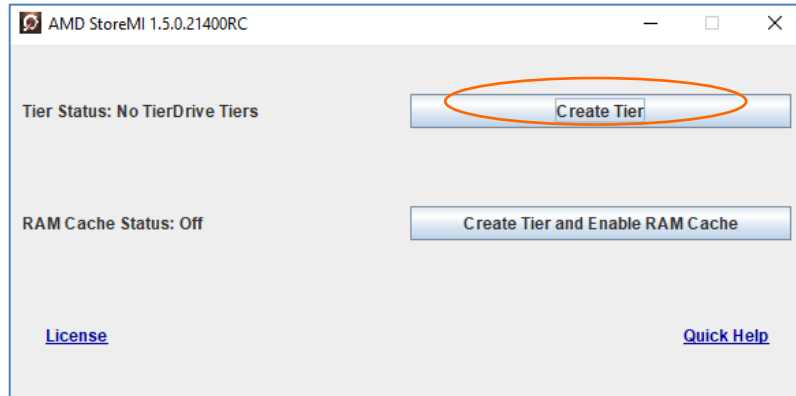 AMD StoreMI 1.5.0.21400RC
Tier Status: No TierDrive Tiers
Create Tier
RAM Cache Status: Off
Create Tier and Enable RAM Cache
License
Quick Help